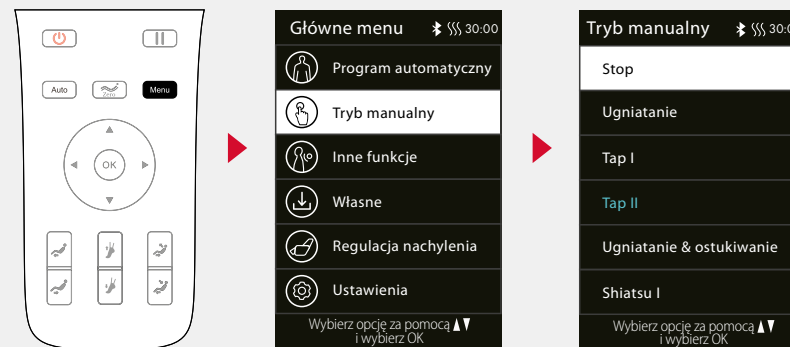 Auto
Zero
Menu
OK
Główne menu 30:00
Program automatyczny
Tryb manualny
Inne funkcje
Własne
Regulacja nachylenia
Ustawienia
Wybierz opcję za pomocą ▲▼
i wybierz OK
Tryb manualny 30:0
Stop
Ugniatanie
Tap I
Tap II
Ugniatanie & ostukiwanie
Shiatsu I
Wybierz opcję za pomocą ▲▼
i wybierz OK